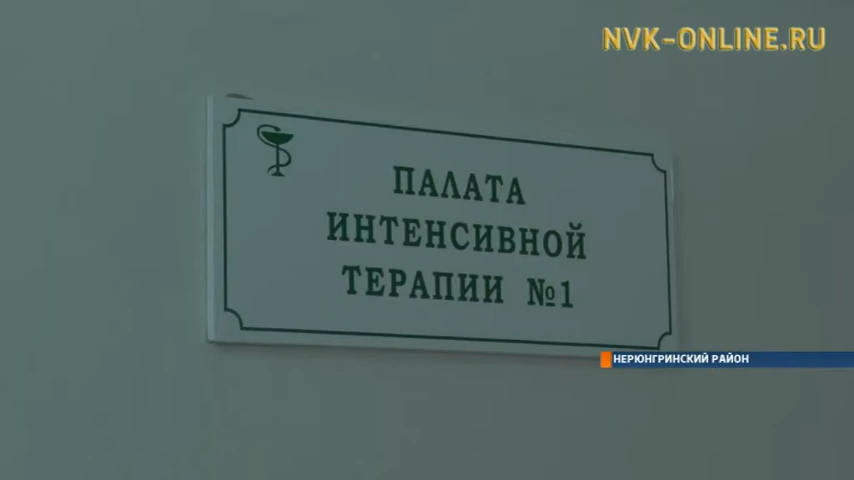 NVK-ONLINE.RU
ПАЛАТА
ИНТЕНСИВНОЙ
ТЕРАПИИ №1
НЕРЮНГРИНСКИЙ РАЙОН